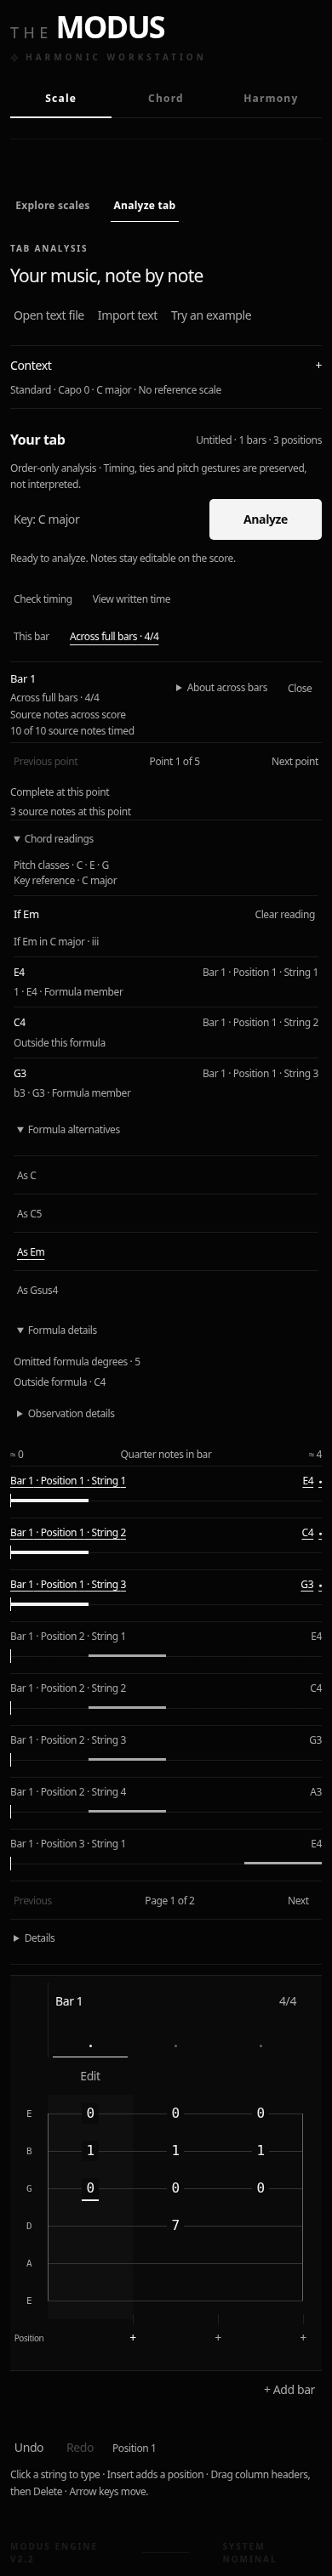 THE MODUS
HARMONIC WORKSTATION
Scale Chord Harmony
Explore scales Analyze tab
TAB ANALYSIS
Your music, note by note
Open text file Import text Try an example
Context +
Standard · Capo 0 · C major · No reference scale
Your tab Untitled · 1 bars · 3 positions
Order-only analysis · Timing, ties and pitch gestures are preserved,
not interpreted.
Key: C major Analyze
Ready to analyze. Notes stay editable on the score.
Check timing View written time
This bar Across full bars · 4/4
Bar 1 ▶ About across bars Close
Across full bars · 4/4
Source notes across score
10 of 10 source notes timed
Previous point Point 1 of 5 Next point
Complete at this point
3 source notes at this point
▼ Chord readings
Pitch classes · C · E · G
Key reference · C major
If Em Clear reading
If Em in C major · iii
E4 Bar 1 · Position 1 · String 1
1 · E4 · Formula member
C4 Bar 1 · Position 1 · String 2
Outside this formula
G3 Bar 1 · Position 1 · String 3
b3 · G3 · Formula member
▼ Formula alternatives
As C
As C5
As Em
As Gsus4
▼ Formula details
Omitted formula degrees · 5
Outside formula · C4
▶ Observation details
≈ 0 Quarter notes in bar ≈ 4
Bar 1 · Position 1 · String 1 E4 •
Bar 1 · Position 1 · String 2 C4 •
Bar 1 · Position 1 · String 3 G3 •
Bar 1 · Position 2 · String 1 E4
Bar 1 · Position 2 · String 2 C4
Bar 1 · Position 2 · String 3 G3
Bar 1 · Position 2 · String 4 A3
Bar 1 · Position 3 · String 1 E4
Previous Page 1 of 2 Next
▶ Details
Bar 1 4/4
Edit
E 0 0 0
B 1 1 1
G 0 0 0
D 7
A
E
Position + + +
+ Add bar
Undo Redo Position 1
Click a string to type · Insert adds a position · Drag column headers,
then Delete · Arrow keys move.
MODUS ENGINE V2.2
SYSTEM NOMINAL